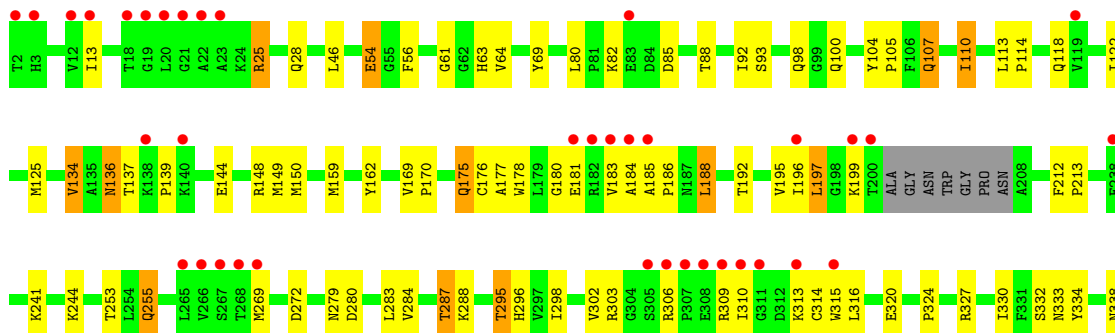 T2 H3 V12 I13 T18 G19 L20 G21 A22 A23 K24 R25 Q28 L46 E54 G55 F56 G61 G62 H63 V64 Y69 L80 P81 K82 E83 D84 D85 T88 I92 S93 Q98 G99 Q100 Y104 P105 F106 Q107 I110 L113 P114 Q118 V119
M125 V134 A135 N136 T137 K138 P139 K140 E144 R148 M149 M150 M159 Y162 V169 P170 Q175 C176 A177 W178 L179 G180 E181 R182 V183 A184 A185 P186 N187 L188 T192 V195 I196 L197 G198 K199 T200 ALA GLY ASN TRP GLY PRO ASN A208 F212 P213
K241 K244 T253 L254 Q255 L265 V266 S267 T268 M269 D272 N279 D280 L283 V284 T287 K288 T295 H296 V297 I298 V302 R303 G304 S305 R306 P307 E308 R309 I310 G311 D312 K313 C314 W315 L316 E320 P324 R327 I330 F331 S332 N333 Y334